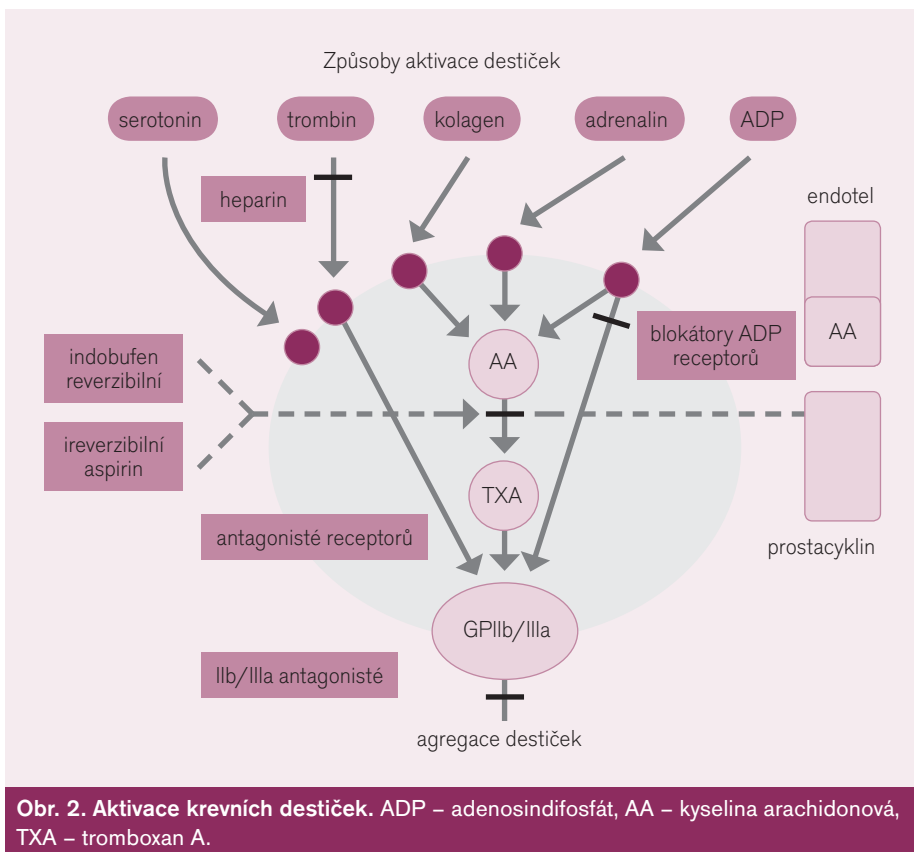 Způsoby aktivace destiček
serotonin
trombin
kolagen
adrenalin
ADP
heparin
endotel
AA
indobufen
reverzibilní
ireverzibilní
aspirin
AA
blokátory ADP
receptorů
TXA
antagonisté receptorů
prostacyklin
GPIIb/IIIa
IIb/IIIa antagonisté
agregace destiček
Obr. 2. Aktivace krevních destiček. ADP – adenosindifosfát, AA – kyselina arachidonová,
TXA – tromboxan A.